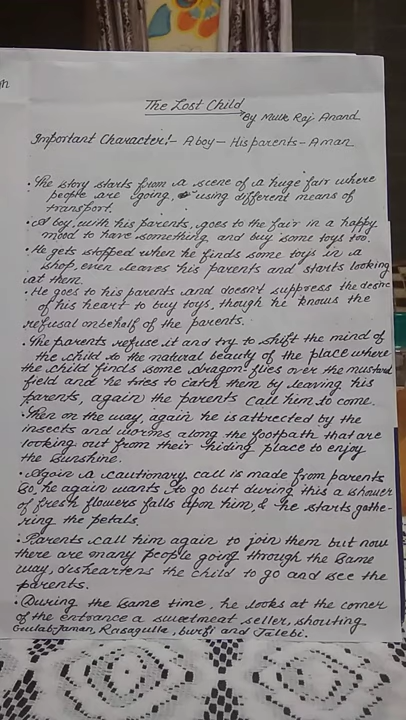 The Lost Child
By Mulk Raj Anand
Important Character!- A boy - His parents - A man
• The story starts from a scene of a huge fair where
people are going, using different means of
transport.
• A boy, with his parents, goes to the fair in a happy
mood to have something, and buy some toys too.
• He gets stopped when he finds some toys in a
shop, even leaves his parents and starts looking
at them.
• He goes to his parents and doesn't suppress the desire
of his heart to buy toys, though he knows the
refusal onbehalf of the parents.
• The parents refuse it and try to shift the mind of
the child to the natural beauty of the place where
the child finds some dragon flies over the mustard
field and he tries to catch them by leaving his
parents, again the parents call him to come.
• Then on the way, again he is attrected by the
insects and worms along the footpath that are
looking out from their hiding place to enjoy
the Sunshine.
• Again a cautionary call is made from parents
So, he again wants to go but during this a shower
of fresh flowers falls upon him & he starts gathe-
ring the petals.
• Parents call him again to join them but now
there are many people going through the Same
way, disheartens the child to go and see the
parents.
• During the Same time, he looks at the corner
of the entrance a sweetmeat seller, shouting
Gulab-Jaman, Rasagulla, burfi and Jalebi.